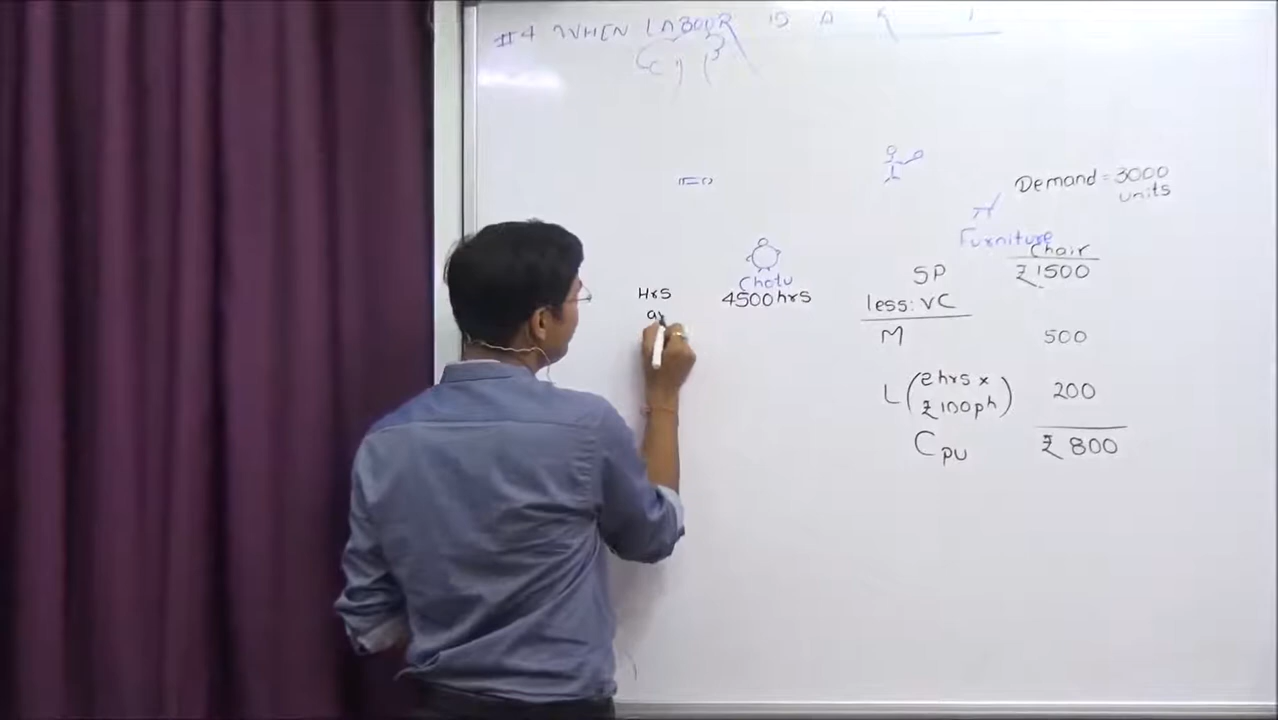 #4 WHEN LABOUR IS A K
Demand = 3000
units
Furniture
Chair
SP ₹1500
less: VC
M 500
L (2hrs x ₹100ph) 200
Cpu ₹800
Chotu
4500hrs
Hrs
av